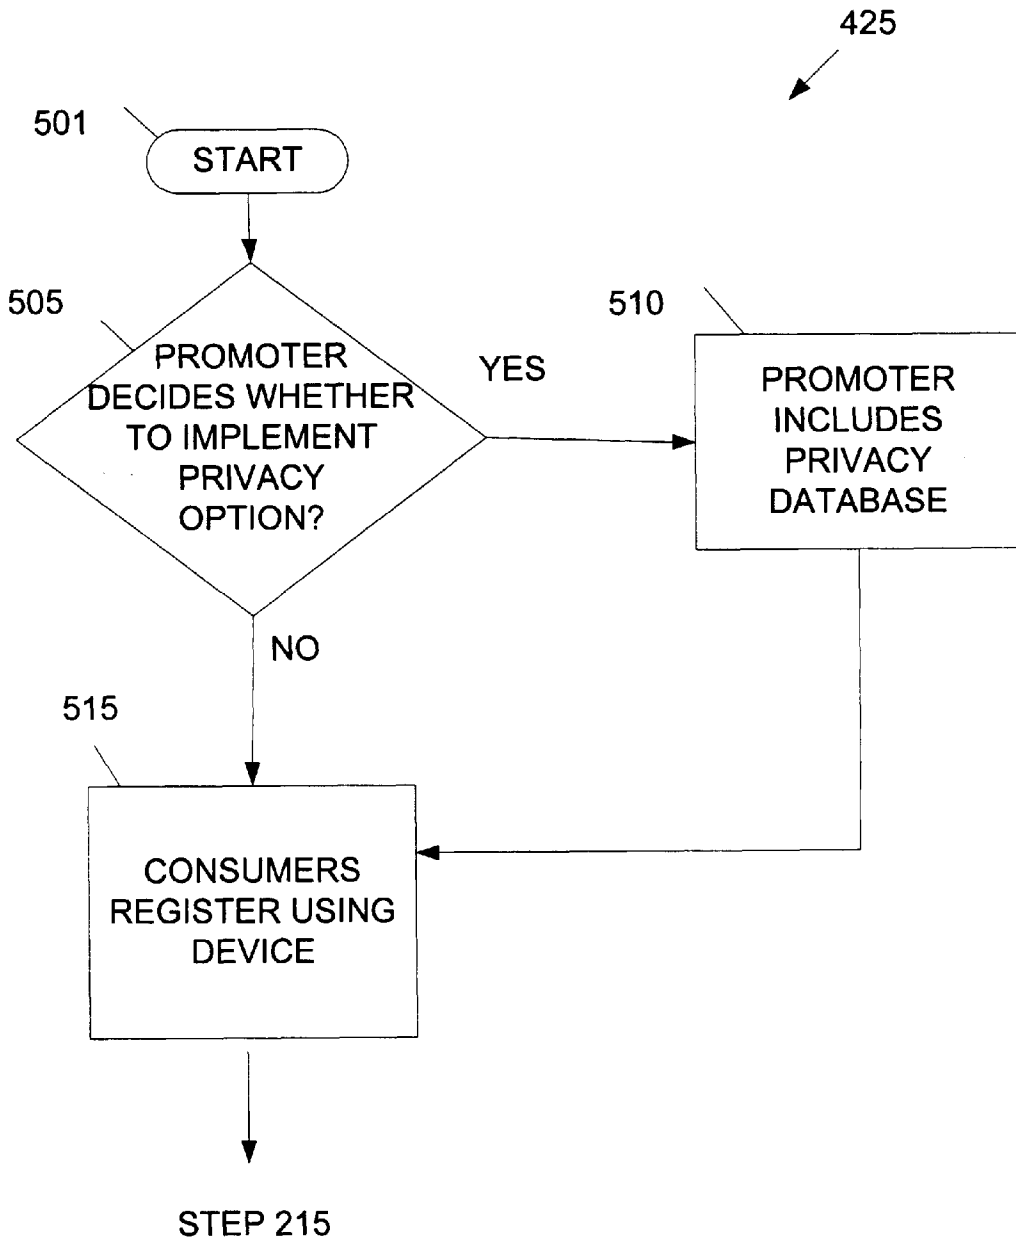 425
501
START
505
PROMOTER
DECIDES WHETHER
TO IMPLEMENT
PRIVACY
OPTION?
YES
510
PROMOTER
INCLUDES
PRIVACY
DATABASE
NO
515
CONSUMERS
REGISTER USING
DEVICE
STEP 215